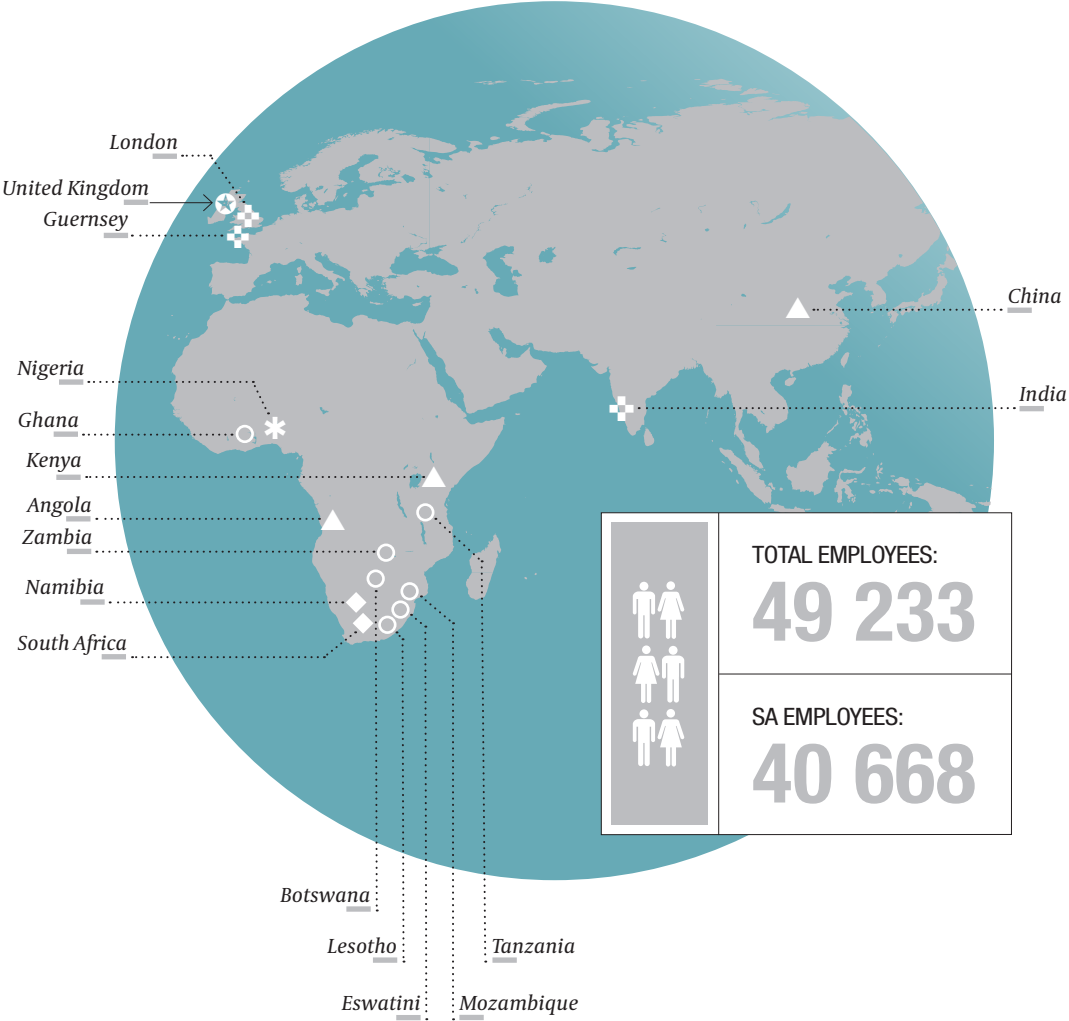 London
United Kingdom
Guernsey
China
Nigeria
India
Ghana
Kenya
Angola
Zambia
Namibia
South Africa
TOTAL EMPLOYEES:
49 233
SA EMPLOYEES:
40 668
Botswana
Lesotho
Tanzania
Eswatini
Mozambique